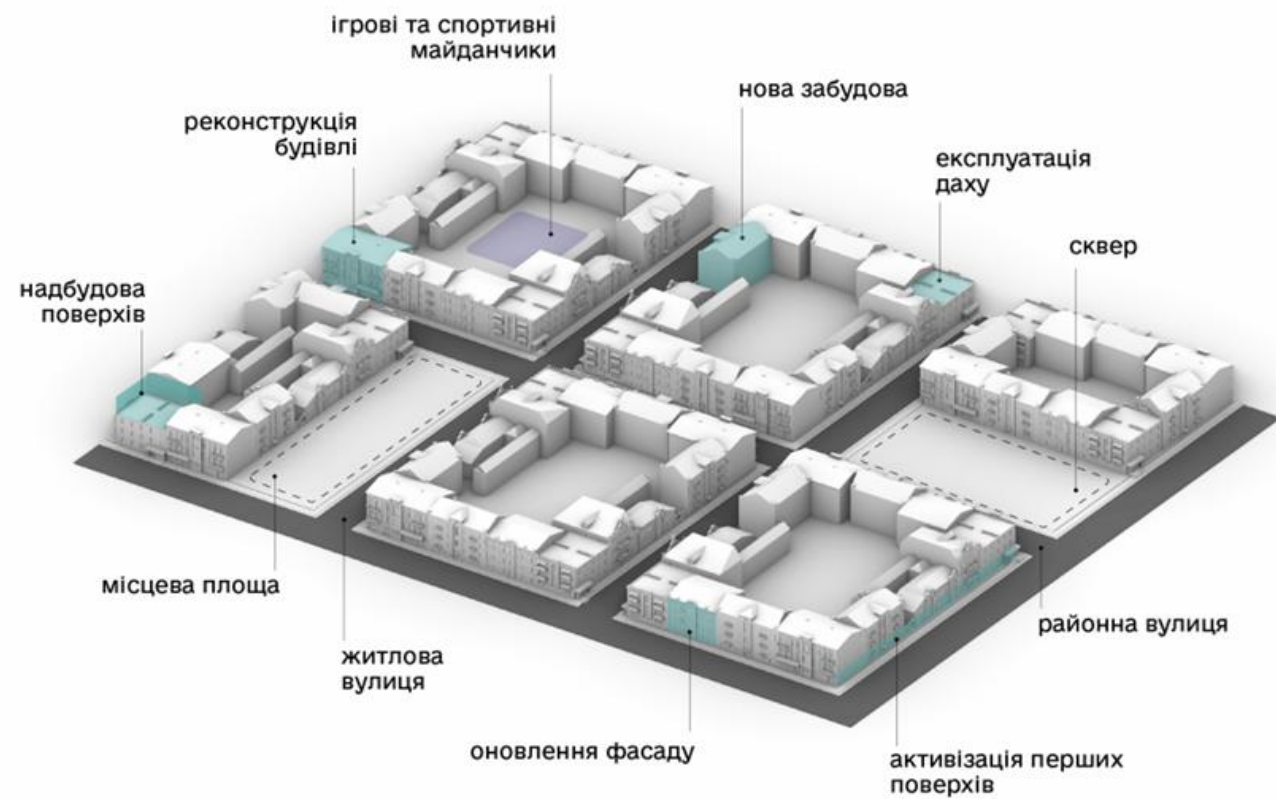 ігрові та спортивні
майданчики
нова забудова
реконструкція
будівлі
експлуатація
даху
сквер
надбудова
поверхів
місцева площа
районна вулиця
житлова
вулиця
оновлення фасаду
активізація перших
поверхів